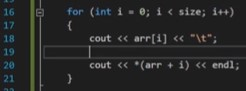 16 for (int i = 0; i < size; i++)
17 {
18 cout << arr[i] << "\t";
19
20 cout << *(arr + i) << endl;
21 }